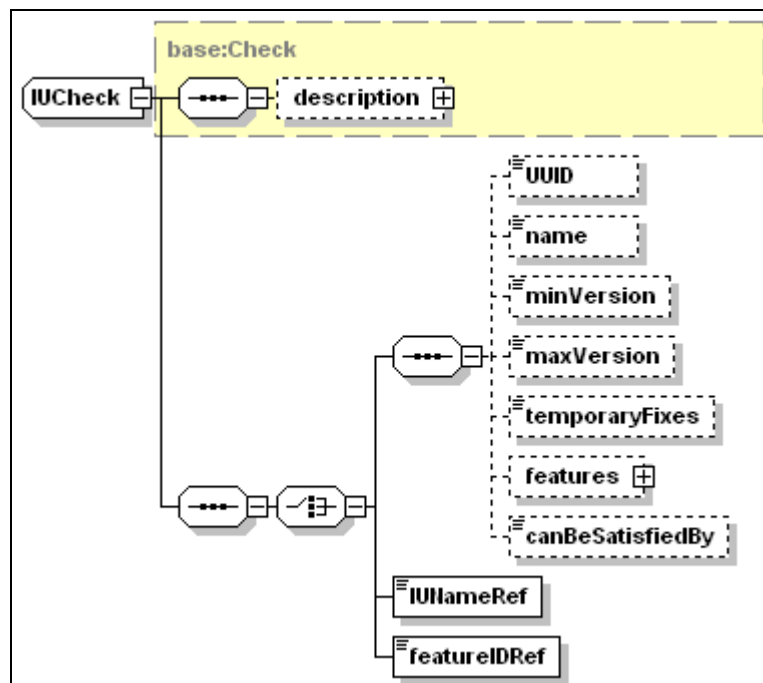 base:Check
IUCheck
description
UUID
name
minVersion
maxVersion
temporaryFixes
features
canBeSatisfiedBy
IUNameRef
featureIDRef